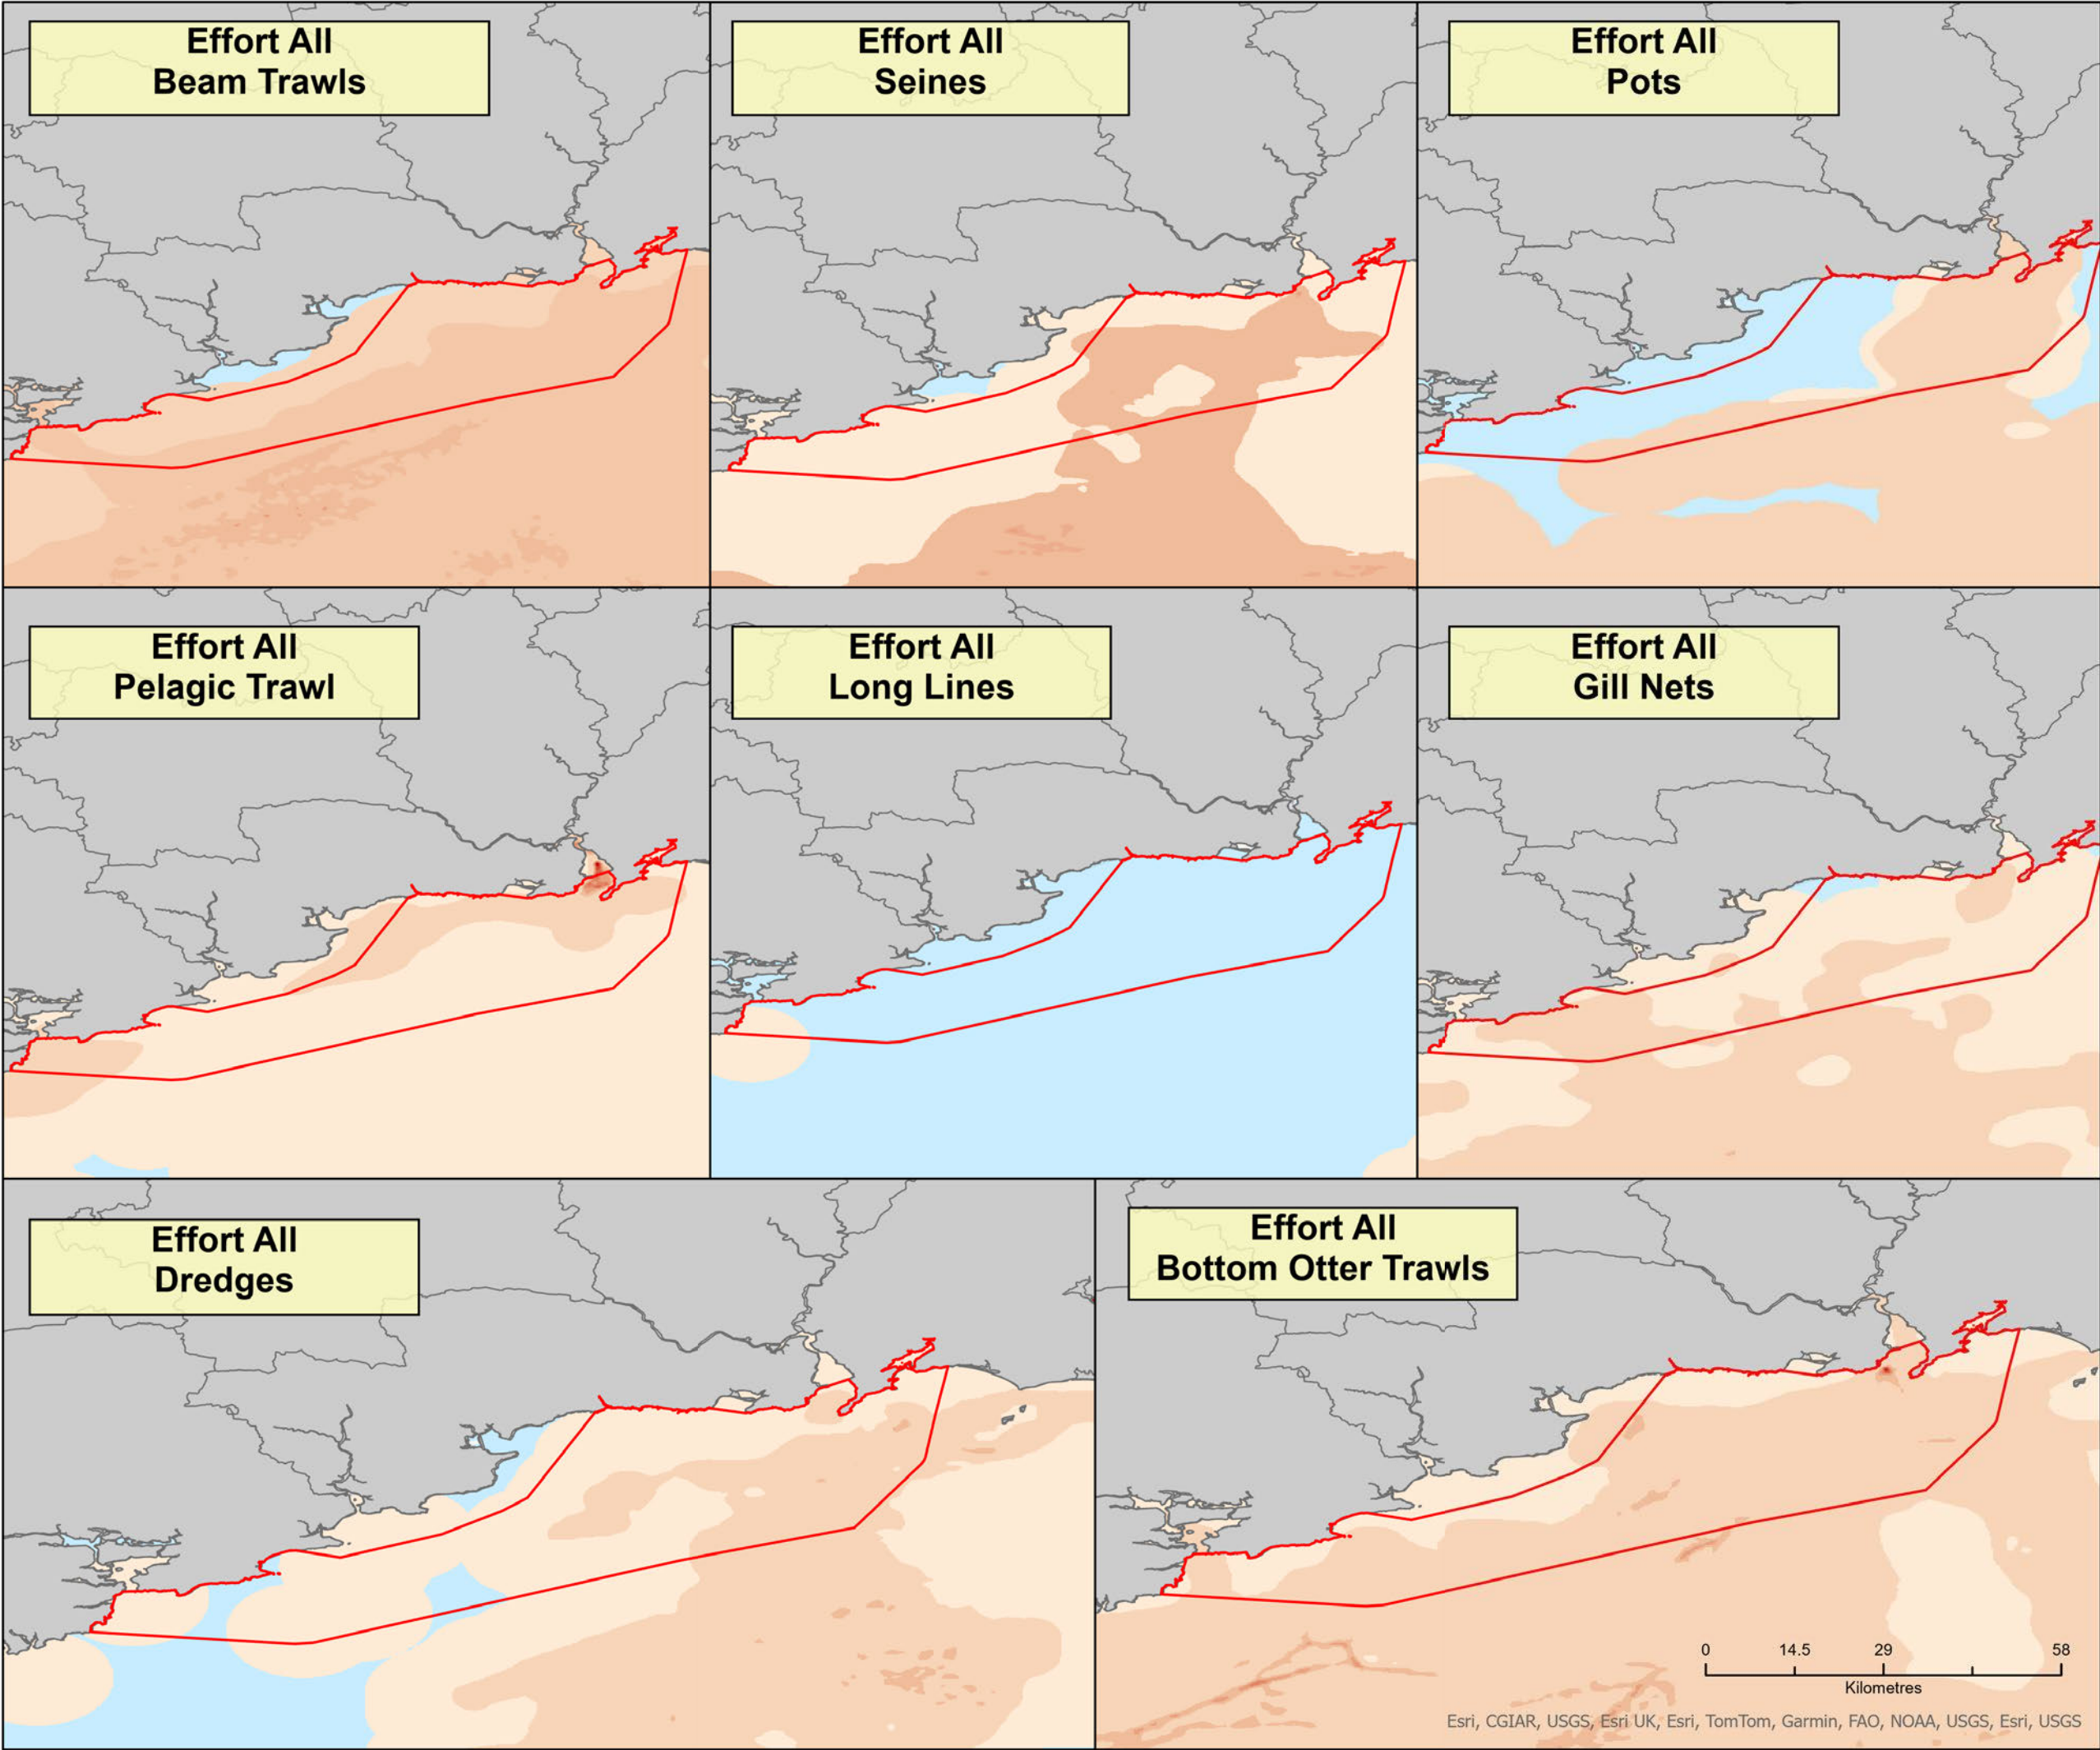 Effort All
Beam Trawls
Effort All
Seines
Effort All
Pots
Effort All
Pelagic Trawl
Effort All
Long Lines
Effort All
Gill Nets
Effort All
Dredges
Effort All
Bottom Otter Trawls
0 14.5 29 58
Kilometres
Esri, CGIAR, USGS, Esri UK, Esri, TomTom, Garmin, FAO, NOAA, USGS, Esri, USGS